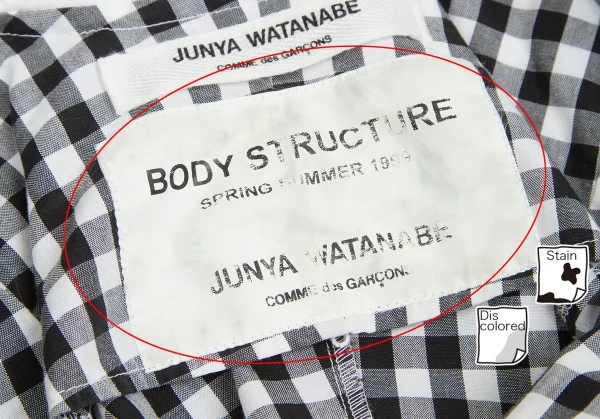 JUNYA WATANABE
COMME des GARÇONS
BODY STRUCTURE
SPRING SUMMER 1999
JUNYA WATANABE
COMME des GARÇONS
Stain
Dis
colored